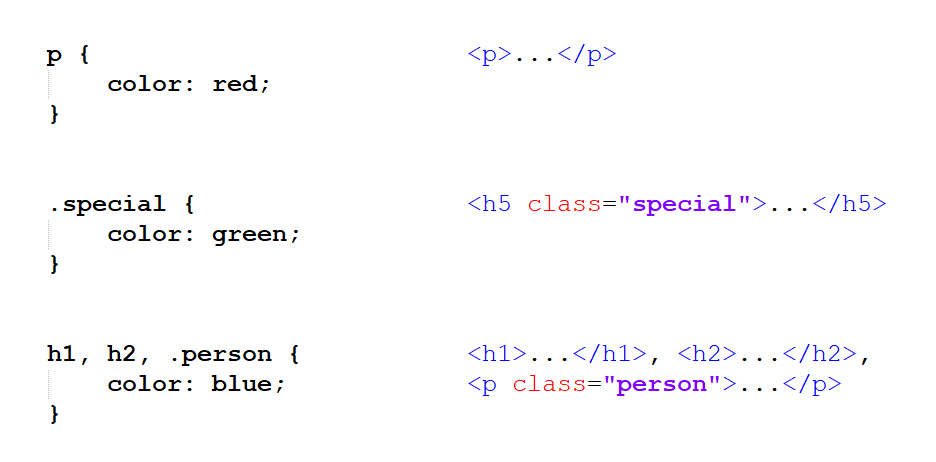 p {
color: red;
}
<p>...</p>
.special {
color: green;
}
<h5 class="special">...</h5>
h1, h2, .person {
color: blue;
}
<h1>...</h1>, <h2>...</h2>,
<p class="person">...</p>